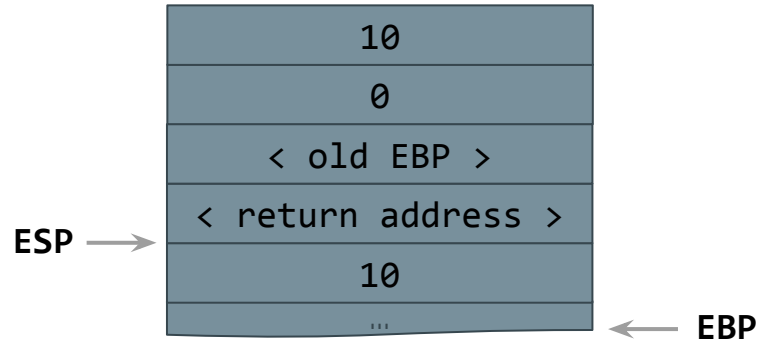 10
0
< old EBP >
< return address >
ESP
10
...
EBP